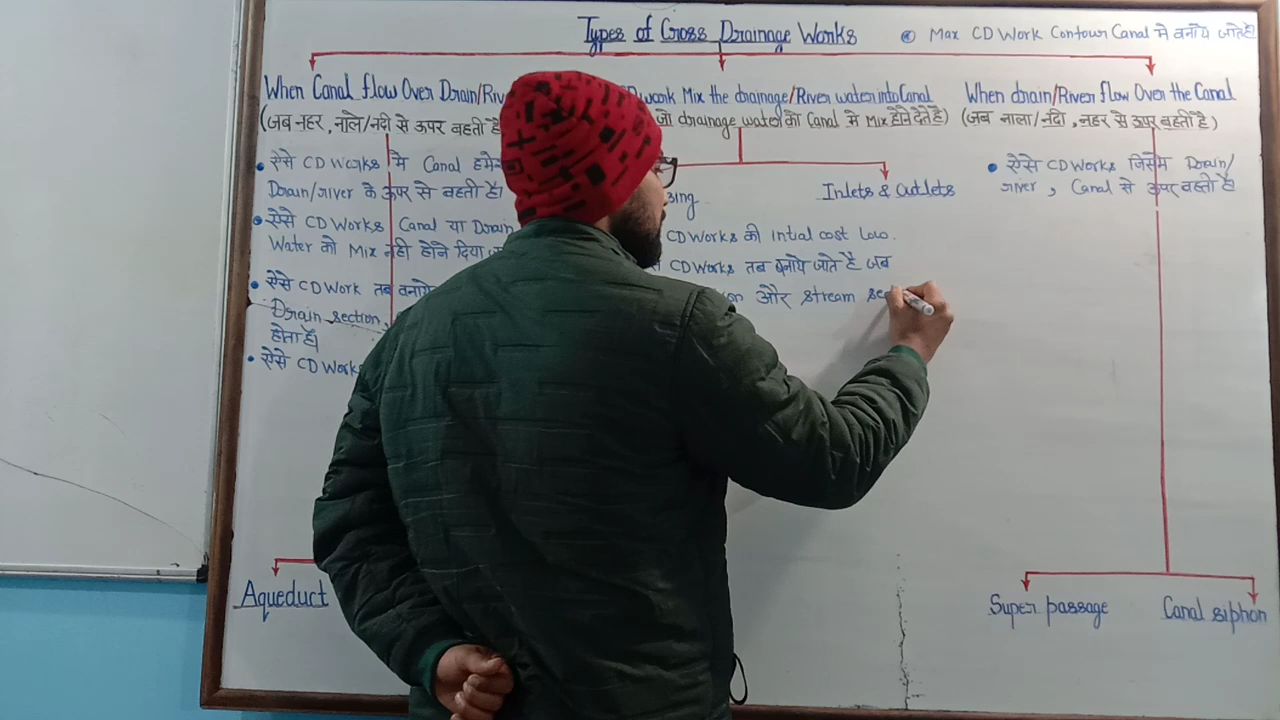 Types of Cross Drainage Works
Max CD Work Contour Canal मे बनाये जाते है
When Canal flow Over Drain/Riv
(जब नहर, नाले/नदी से ऊपर बहती है
work Mix the drainage/River water into Canal
जो drainage water को Canal मे Mix होने देते है)
When drain/River flow Over the Canal
(जब नाला/नदी, नहर से ऊपर बहती है)
• ऐसे CD Works मे Canal हमे
Drain/river के ऊपर से बहती है।
• ऐसे CD Works Canal या Drain
Water को Mix नही होने दिया
• ऐसे CD Work तब बनाये
Drain section,
होता है।
• ऐसे CD Work
Aqueduct
sing
Inlets & Outlets
CD Works की Intial cost Low.
CD Works तब बनाये जाते है जब
on और stream se
• ऐसे CD Works जिसमे Drain/
river, Canal से ऊपर बहती है
Super passage
Canal siphon